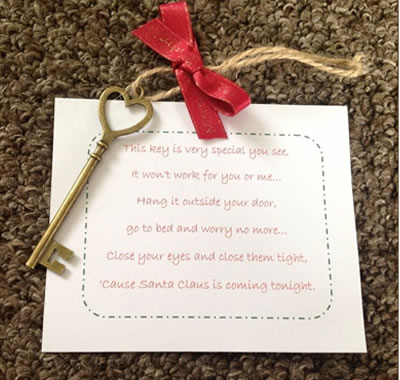 This key is very special you see,
It won't work for you or me...
Hang it outside your door,
go to bed and worry no more...
Close your eyes and close them tight,
'Cause Santa Claus is coming tonight.